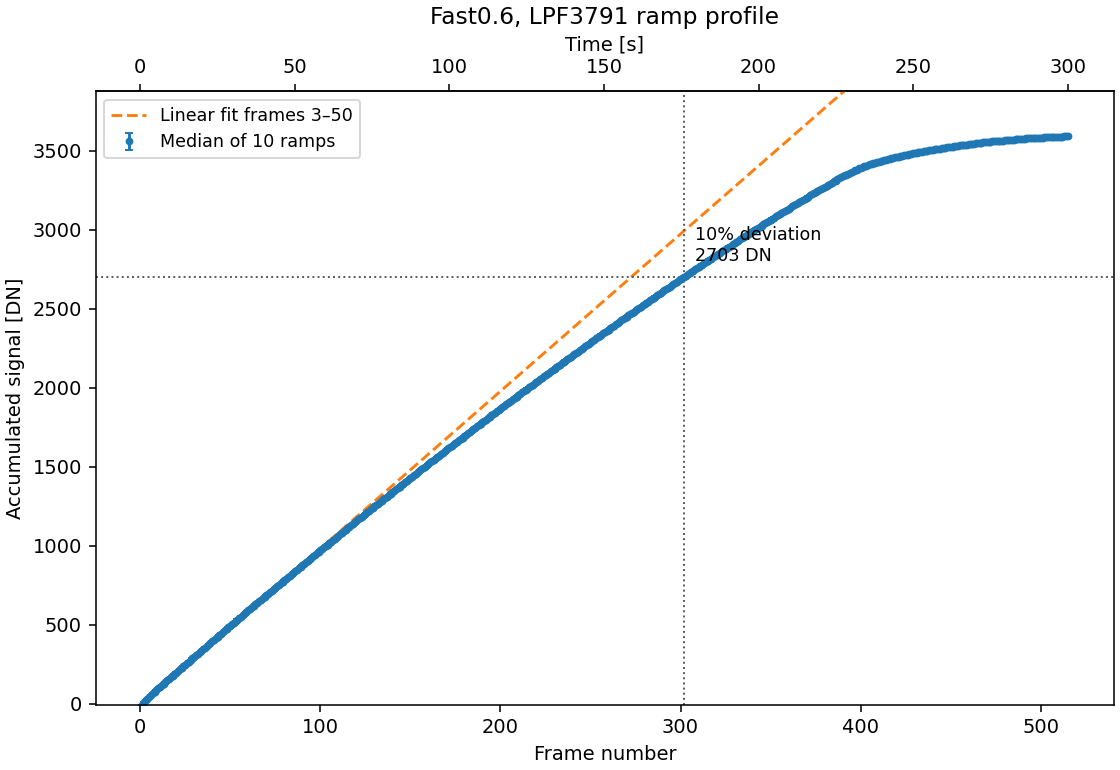 Fast0.6, LPF3791 ramp profile
Time [s]
0 50 100 150 200 250 300
Linear fit frames 3–50
Median of 10 ramps
3500
3000
2500
2000
1500
1000
500
0
Accumulated signal [DN]
10% deviation
2703 DN
0 100 200 300 400 500
Frame number